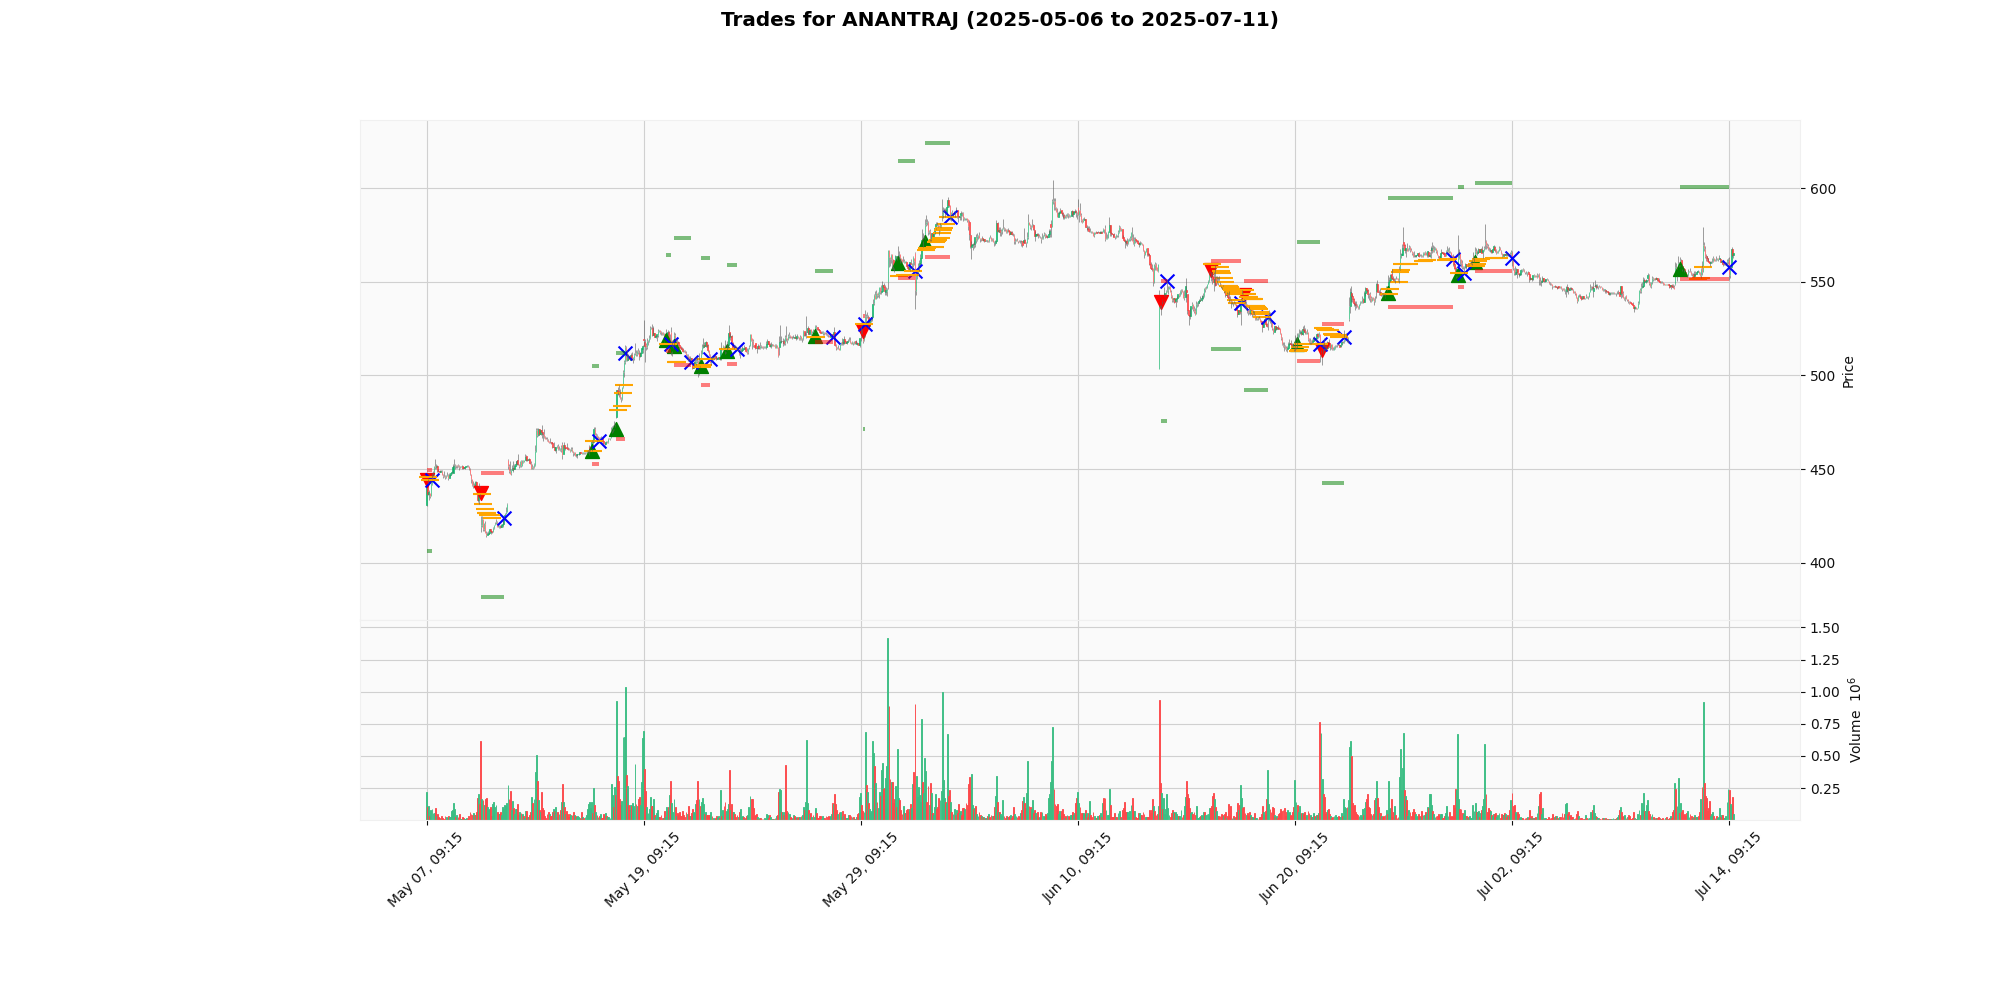 Trades for ANANTRAJ (2025-05-06 to 2025-07-11)
600
550
500
450
400
Price
1.50
1.25
1.00
0.75
0.50
0.25
Volume 10^6
May 07, 09:15
May 19, 09:15
May 29, 09:15
Jun 10, 09:15
Jun 20, 09:15
Jul 02, 09:15
Jul 14, 09:15